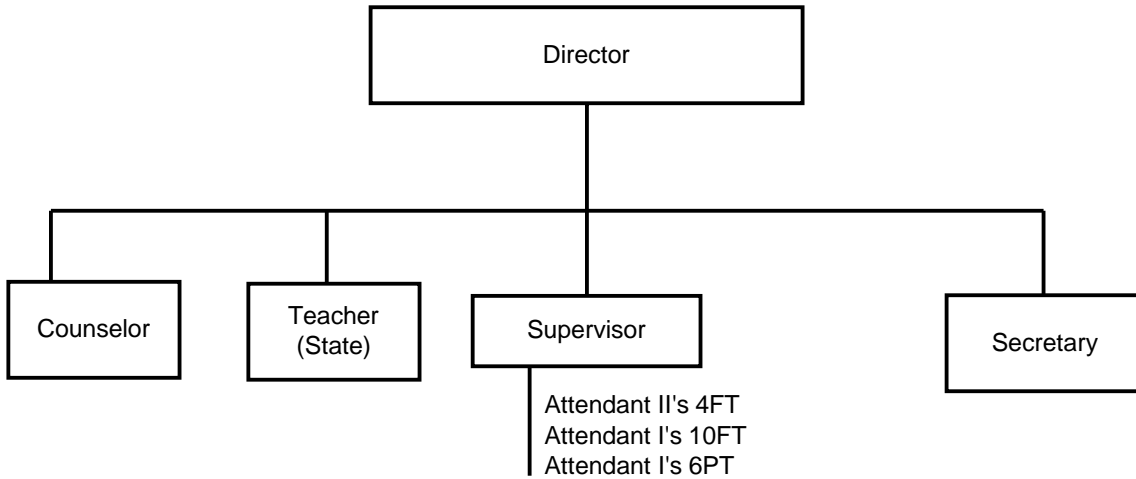 Director
Counselor
Teacher
(State)
Supervisor
Secretary
Attendant II's 4FT
Attendant I's 10FT
Attendant I's 6PT